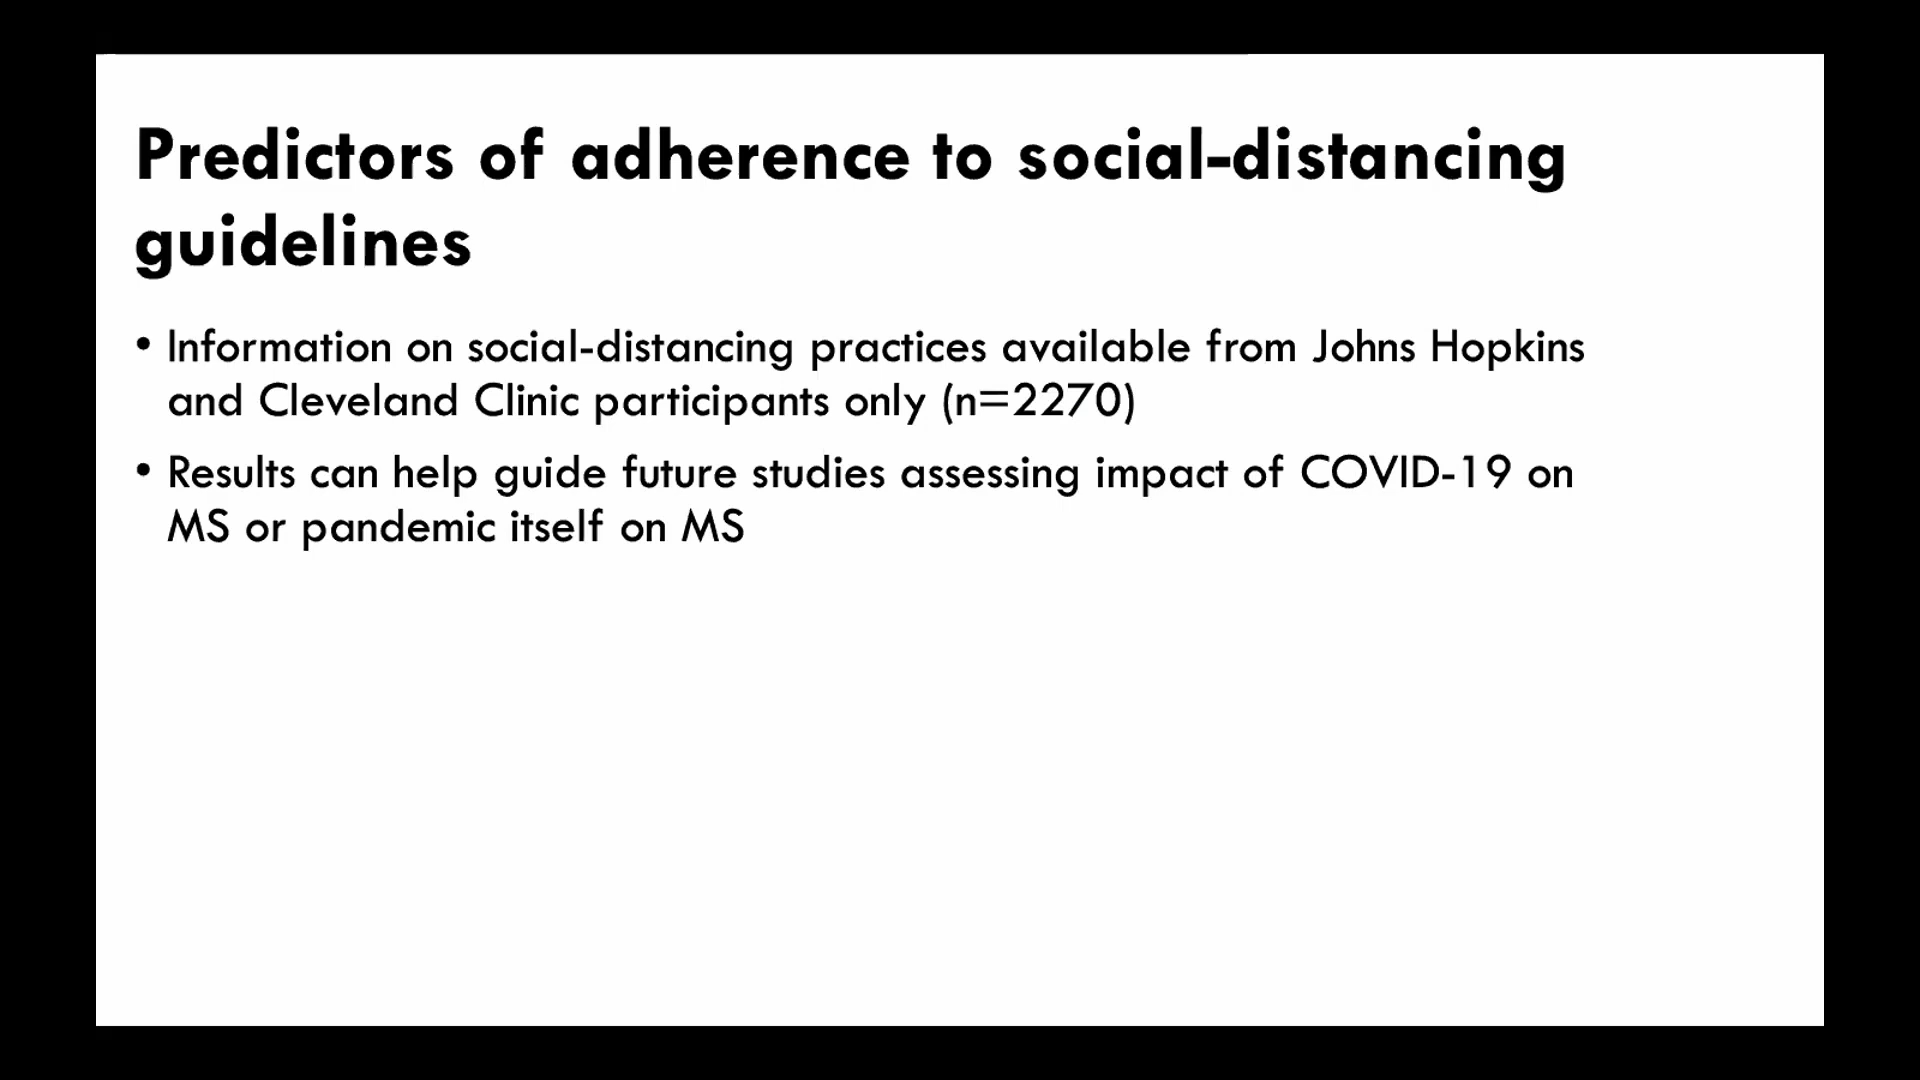 Predictors of adherence to social-distancing
guidelines
• Information on social-distancing practices available from Johns Hopkins
and Cleveland Clinic participants only (n=2270)
• Results can help guide future studies assessing impact of COVID-19 on
MS or pandemic itself on MS